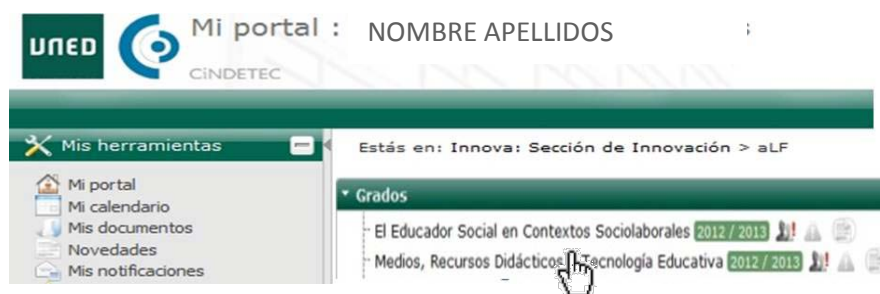 UNED
Mi portal : NOMBRE APELLIDOS
CiNDETEC
Mis herramientas
Estás en: Innova: Sección de Innovación > aLF
Mi portal
Mi calendario
Mis documentos
Novedades
Mis notificaciones
Grados
El Educador Social en Contextos Sociolaborales 2012 / 2013
Medios, Recursos Didácticos Tecnología Educativa 2012 / 2013